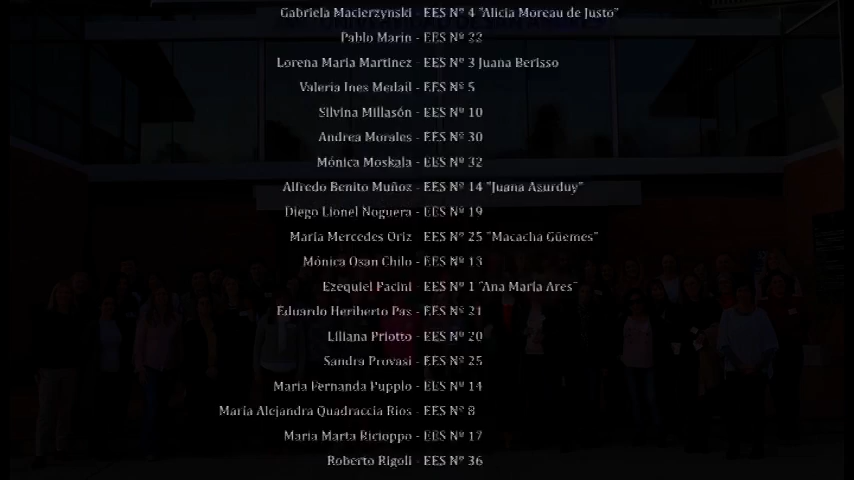 Gabriela Macierzynski - EES Nº 4 "Alicia Moreau de Justo"
Pablo Marin - EES Nº 22
Lorena Maria Martinez - EES Nº 3 Juana Berisso
Valeria Ines Medail - EES Nº 5
Silvina Millasón - EES Nº 10
Andrea Morales - EES Nº 30
Mónica Moskala - EES Nº 32
Alfredo Benito Muñoz - EES Nº 14 "Juana Azurduy"
Diego Lionel Noguera - EES Nº 19
María Mercedes Oriz - EES Nº 25 "Macacha Güemes"
Mónica Osan Chilo - EES Nº 13
Ezequiel Pacini - EES Nº 1 "Ana María Ares"
Eduardo Heriberto Pas - EES Nº 21
Liliana Priotto - EES Nº 20
Sandra Provasi - EES Nº 25
María Fernanda Pupplo - EES Nº 14
María Alejandra Quadraccia Rios - EES Nº 8
María Marta Ricioppo - EES Nº 17
Roberto Rigoli - EES Nº 36